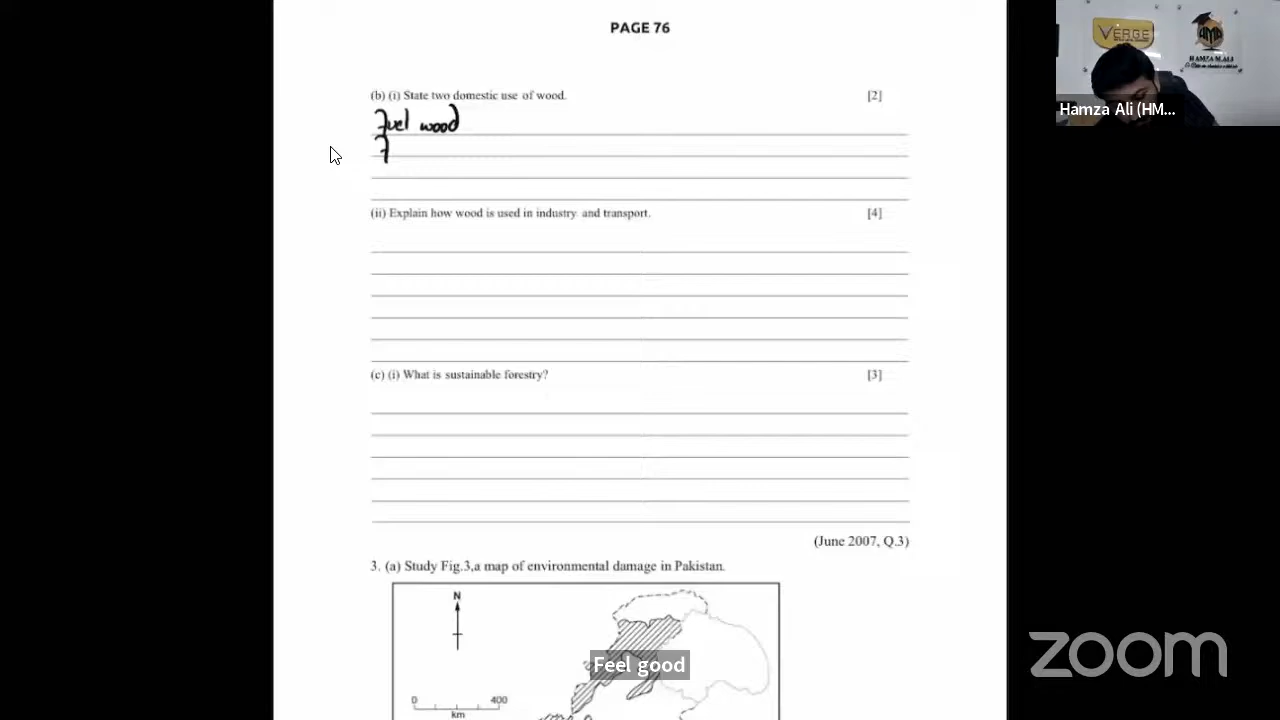 PAGE 76
VERGE
HMA
HAMZA M.ALI
Hamza Ali (HM...
(b) (i) State two domestic use of wood. [2]
Fuel wood
F
(ii) Explain how wood is used in industry and transport. [4]
(c) (i) What is sustainable forestry? [3]
(June 2007, Q.3)
3. (a) Study Fig.3,a map of environmental damage in Pakistan.
N
0 400
km
Feel good
zoom